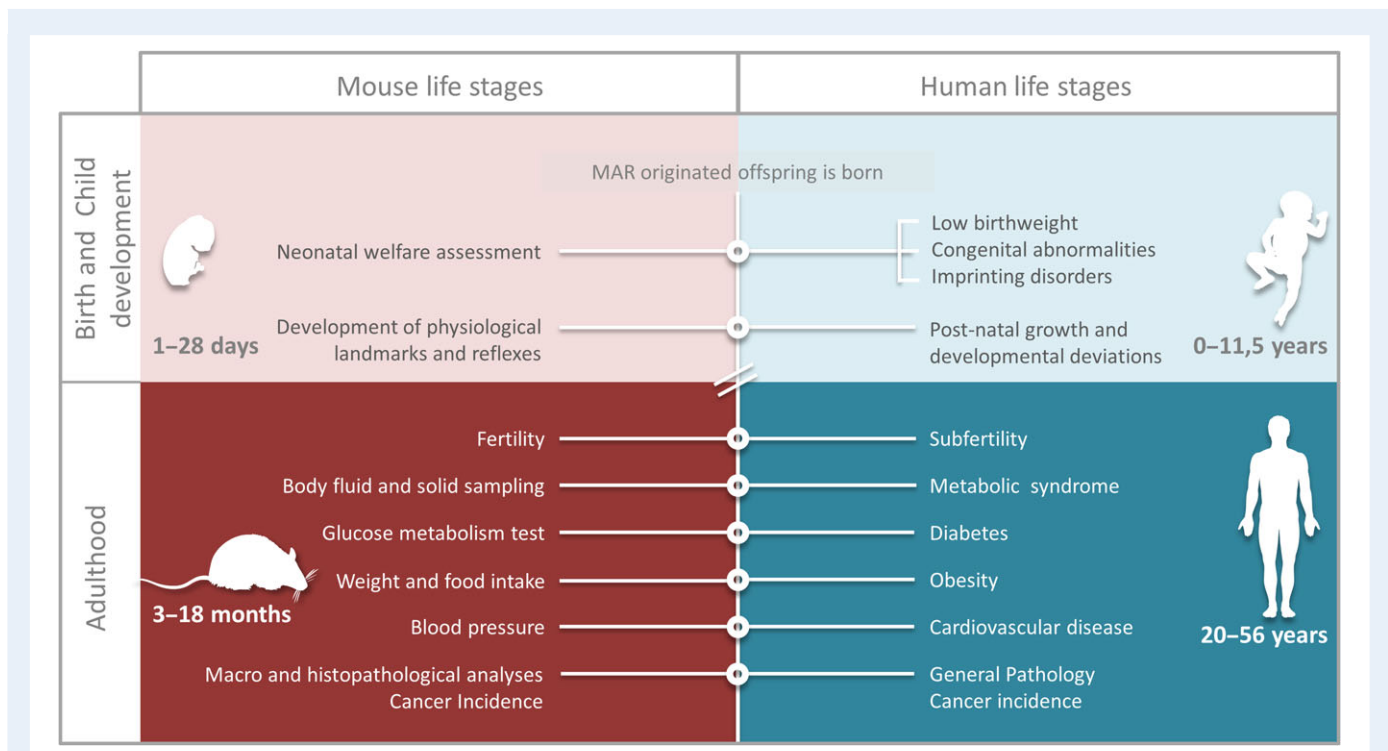 Mouse life stages
Human life stages
Birth and Child
development
MAR originated offspring is born
Neonatal welfare assessment
Low birthweight
Congenital abnormalities
Imprinting disorders
Development of physiological
landmarks and reflexes
Post-natal growth and
developmental deviations
1–28 days
0–11,5 years
Adulthood
Fertility
Subfertility
Body fluid and solid sampling
Metabolic syndrome
Glucose metabolism test
Diabetes
Weight and food intake
Obesity
3–18 months
Blood pressure
Cardiovascular disease
20–56 years
Macro and histopathological analyses
Cancer Incidence
General Pathology
Cancer incidence